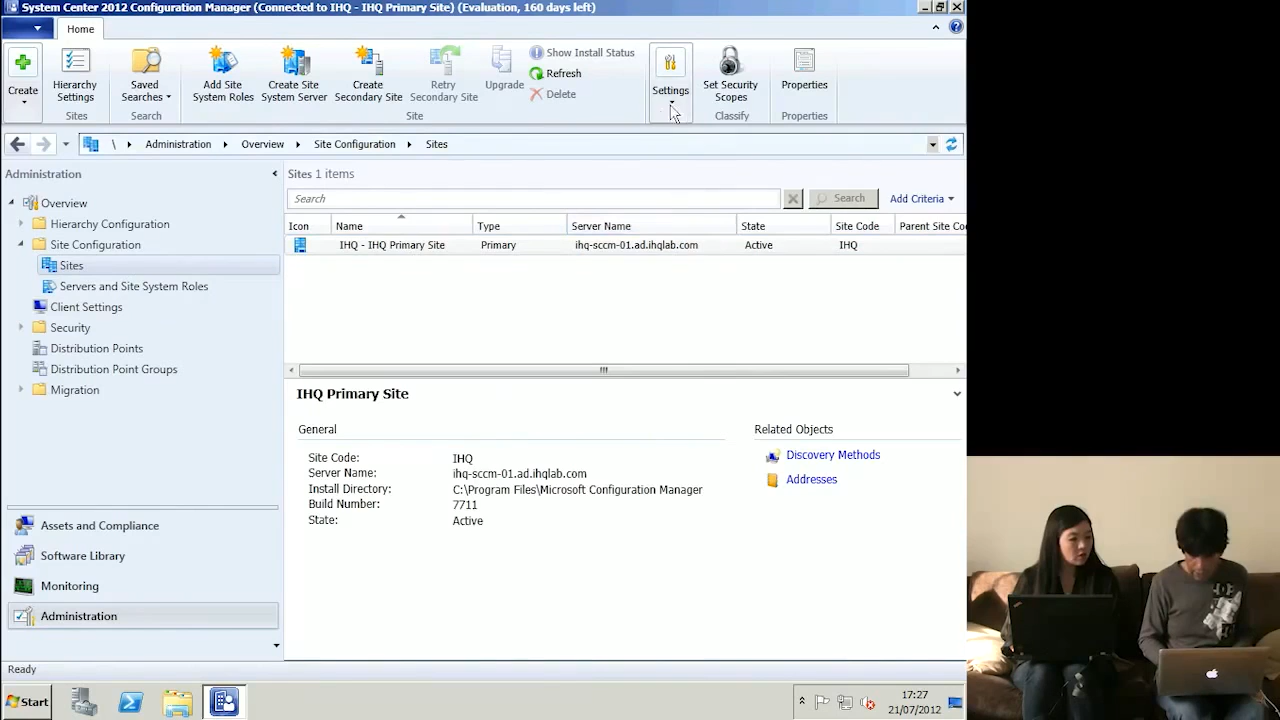 System Center 2012 Configuration Manager (Connected to IHQ - IHQ Primary Site) (Evaluation, 160 days left)
Home
Create
Hierarchy Settings
Sites
Saved Searches
Search
Add Site System Roles
Create Site System Server
Create Secondary Site
Retry Secondary Site
Upgrade
Show Install Status
Refresh
Delete
Site
Settings
Set Security Scopes
Classify
Properties
Properties
\ Administration Overview Site Configuration Sites
Administration
Overview
Hierarchy Configuration
Site Configuration
Sites
Servers and Site System Roles
Client Settings
Security
Distribution Points
Distribution Point Groups
Migration
Assets and Compliance
Software Library
Monitoring
Administration
Sites 1 items
Search
Search
Add Criteria
Icon Name Type Server Name State Site Code Parent Site Co
IHQ - IHQ Primary Site Primary ihq-sccm-01.ad.ihqlab.com Active IHQ
IHQ Primary Site
General
Site Code: IHQ
Server Name: ihq-sccm-01.ad.ihqlab.com
Install Directory: C:\Program Files\Microsoft Configuration Manager
Build Number: 7711
State: Active
Related Objects
Discovery Methods
Addresses
Ready
Start
17:27
21/07/2012